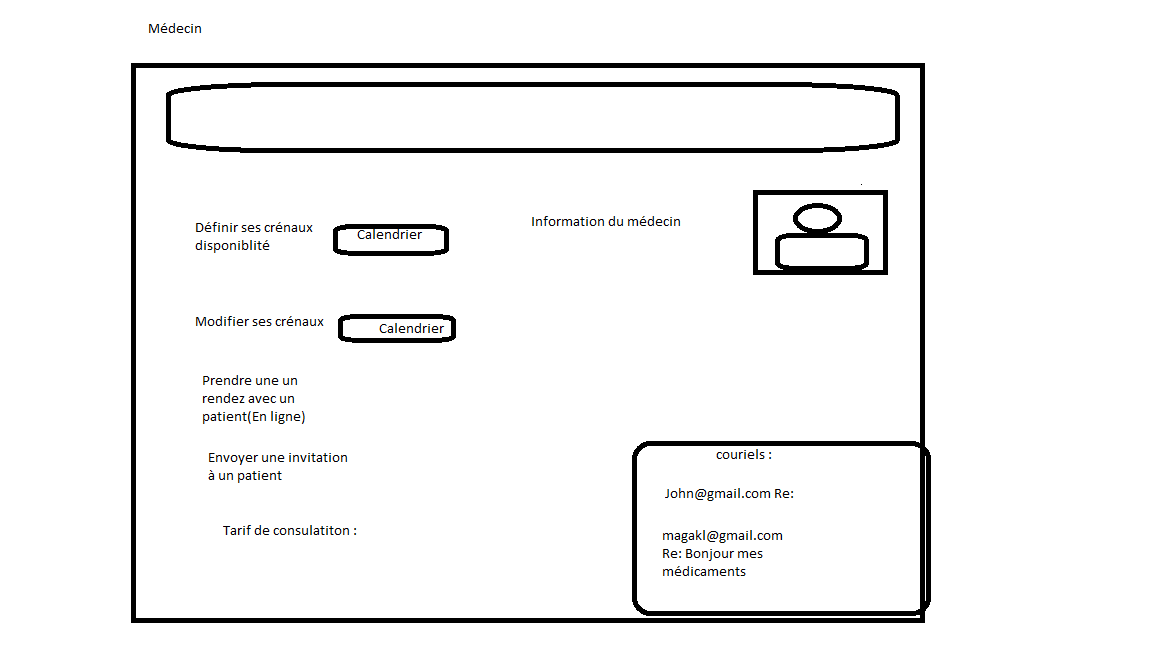 Médecin
Définir ses crénaux
disponiblité
Calendrier
Information du médecin
Modifier ses crénaux
Calendrier
Prendre une un
rendez avec un
patient(En ligne)
Envoyer une invitation
à un patient
Tarif de consulatiton :
couriels :
John@gmail.com Re:
magakl@gmail.com
Re: Bonjour mes
médicaments